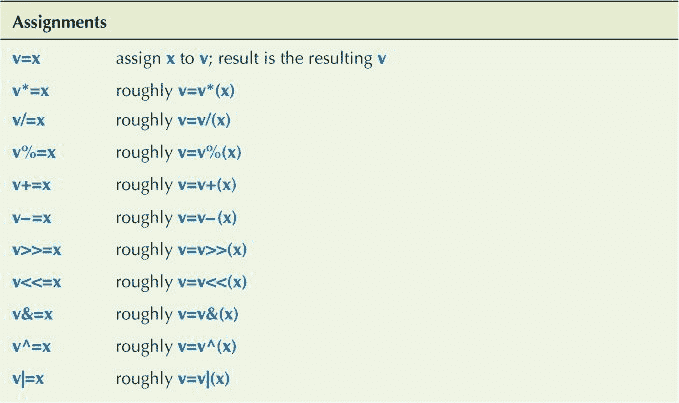 Assignments
v=x assign x to v; result is the resulting v
v*=x roughly v=v*(x)
v/=x roughly v=v/(x)
v%=x roughly v=v%(x)
v+=x roughly v=v+(x)
v−=x roughly v=v−(x)
v>>=x roughly v=v>>(x)
v<<=x roughly v=v<<(x)
v&=x roughly v=v&(x)
v^=x roughly v=v^(x)
v|=x roughly v=v|(x)